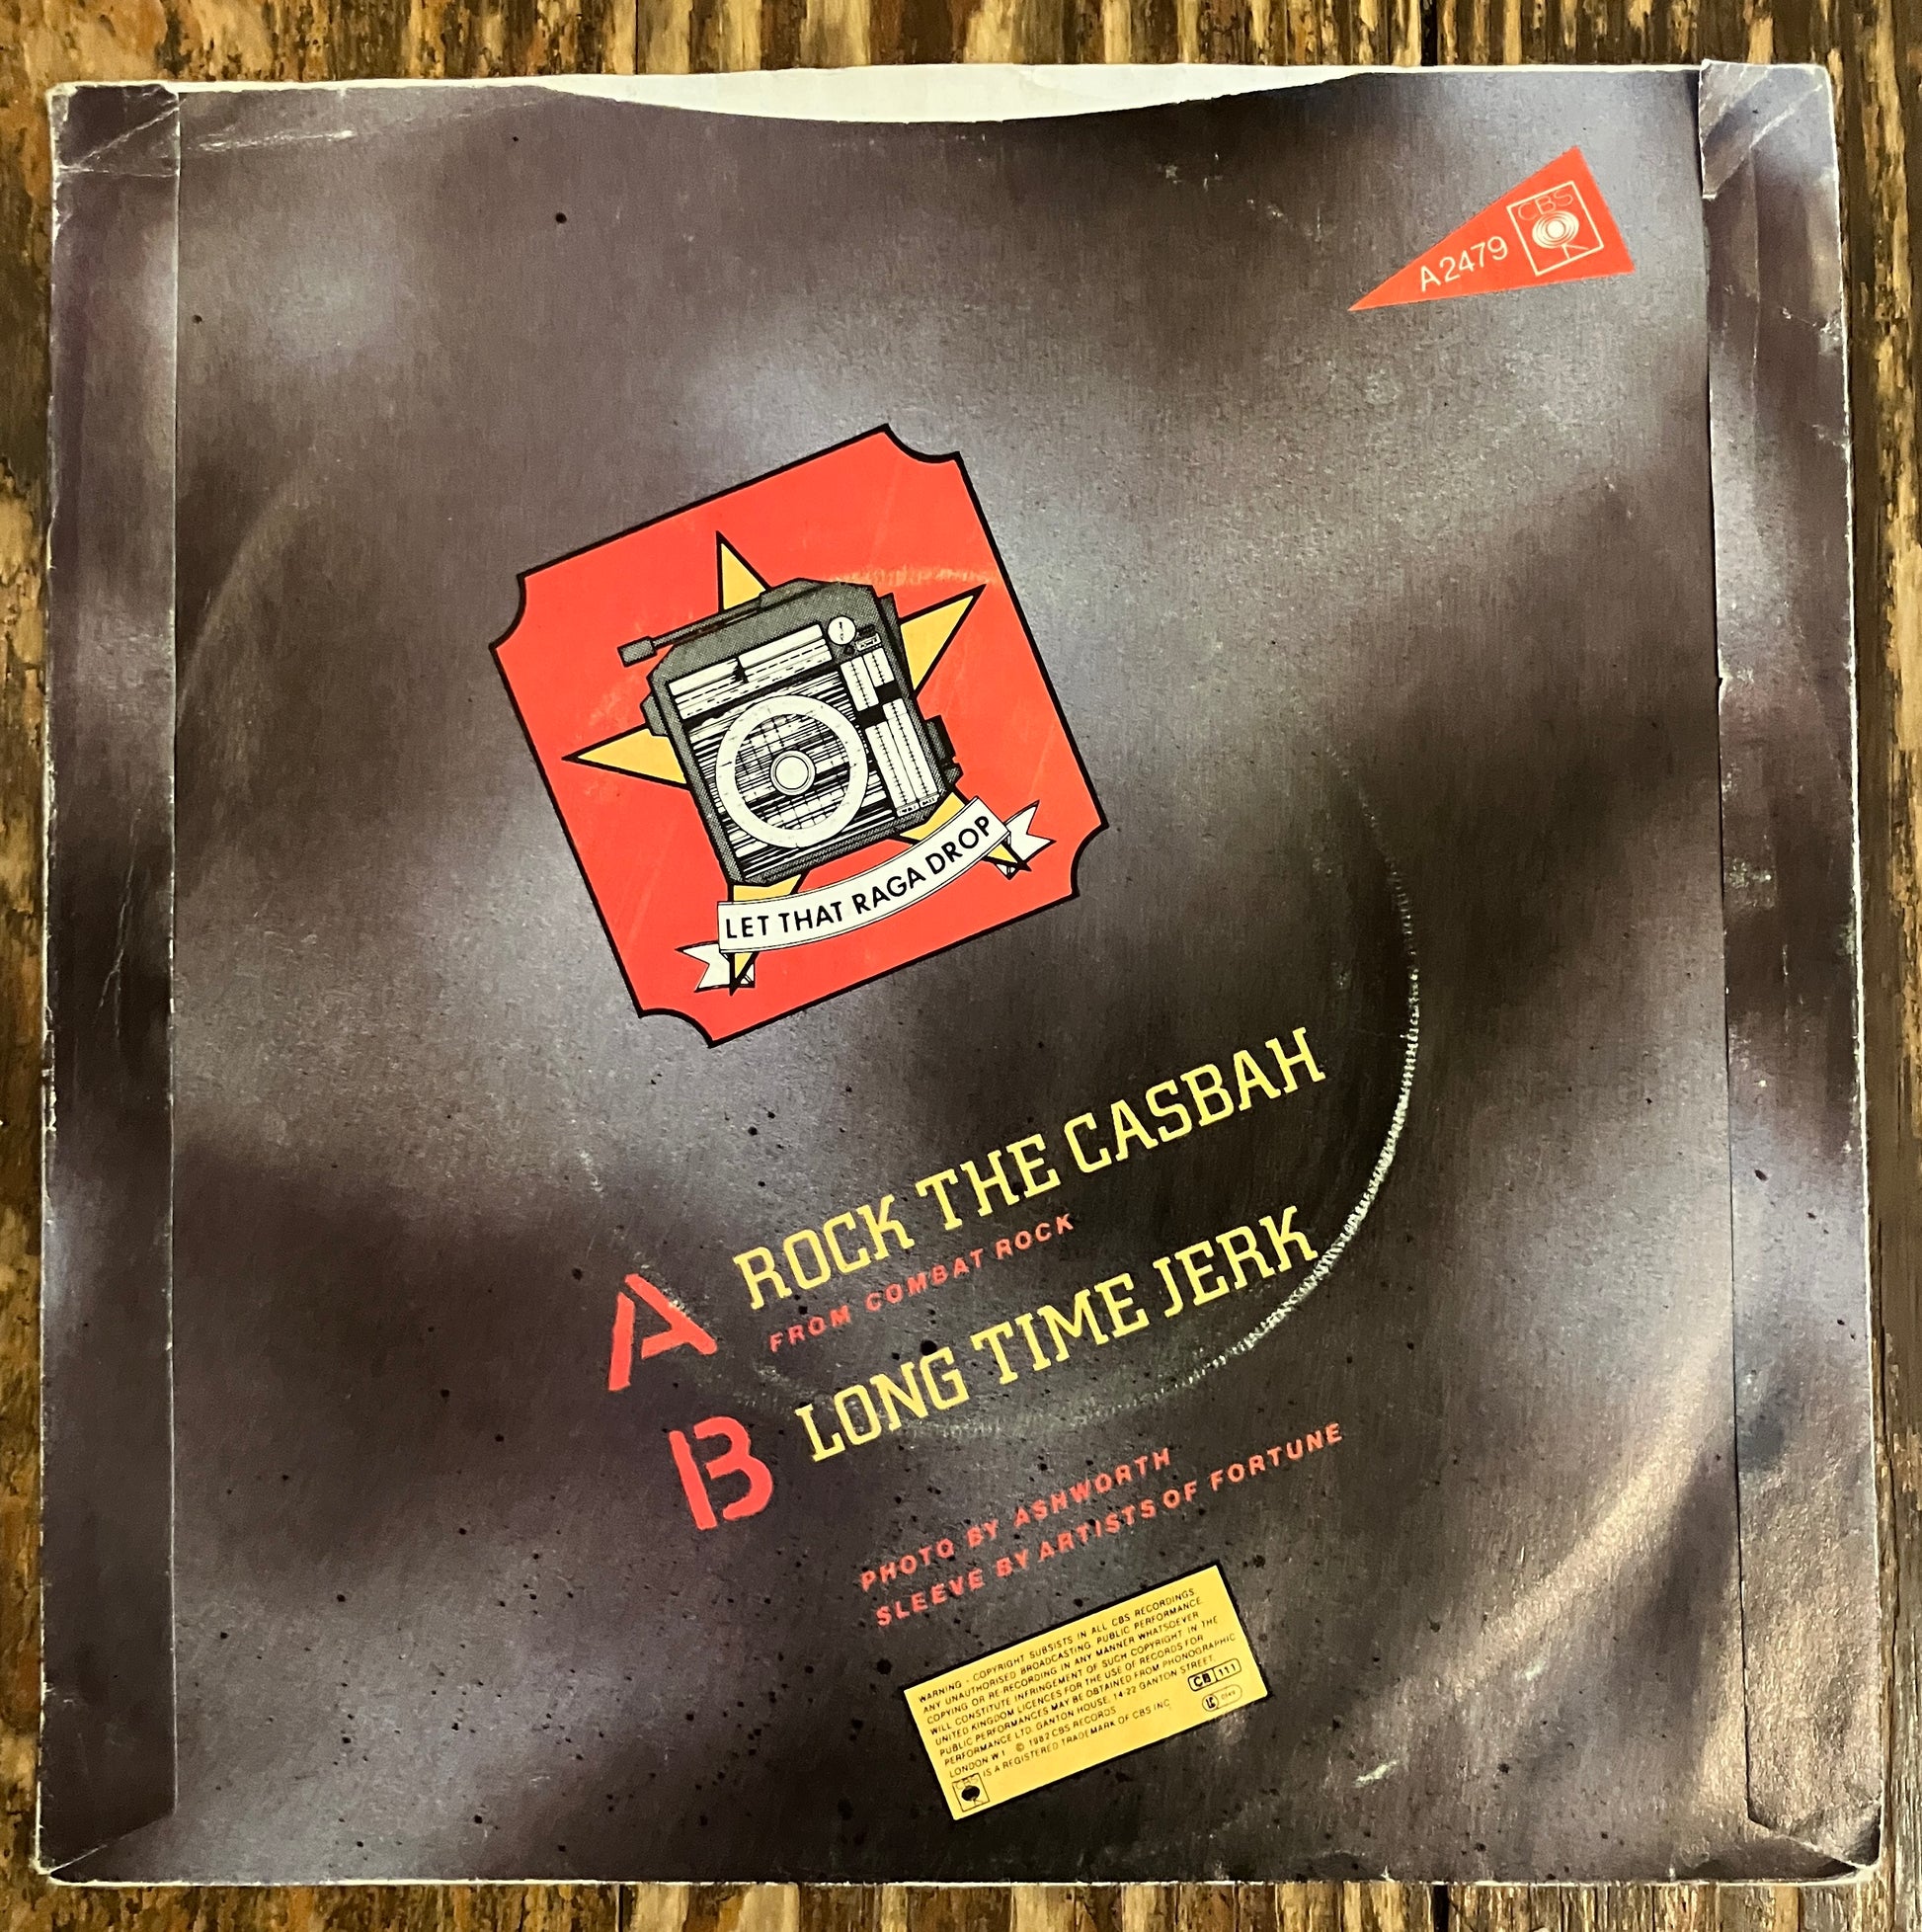 A2479
CBS
LET THAT RAGA DROP
A ROCK THE CASBAH
FROM COMBAT ROCK
B LONG TIME JERK
PHOTO BY ASHWORTH
SLEEVE BY ARTISTS OF FORTUNE
WARNING - COPYRIGHT SUBSISTS IN ALL CBS RECORDINGS.
ANY UNAUTHORISED BROADCASTING, PUBLIC PERFORMANCE,
COPYING OR RE-RECORDING IN ANY MANNER WHATSOEVER
WILL CONSTITUTE INFRINGEMENT OF SUCH COPYRIGHT. IN THE
UNITED KINGDOM LICENCES FOR THE USE OF RECORDS FOR
PUBLIC PERFORMANCES MAY BE OBTAINED FROM PHONOGRAPHIC
PERFORMANCE LTD. GANTON HOUSE, 14-22 GANTON STREET,
LONDON W1 © 1982 CBS RECORDS
CBS IS A REGISTERED TRADEMARK OF CBS INC
CB 111
LC